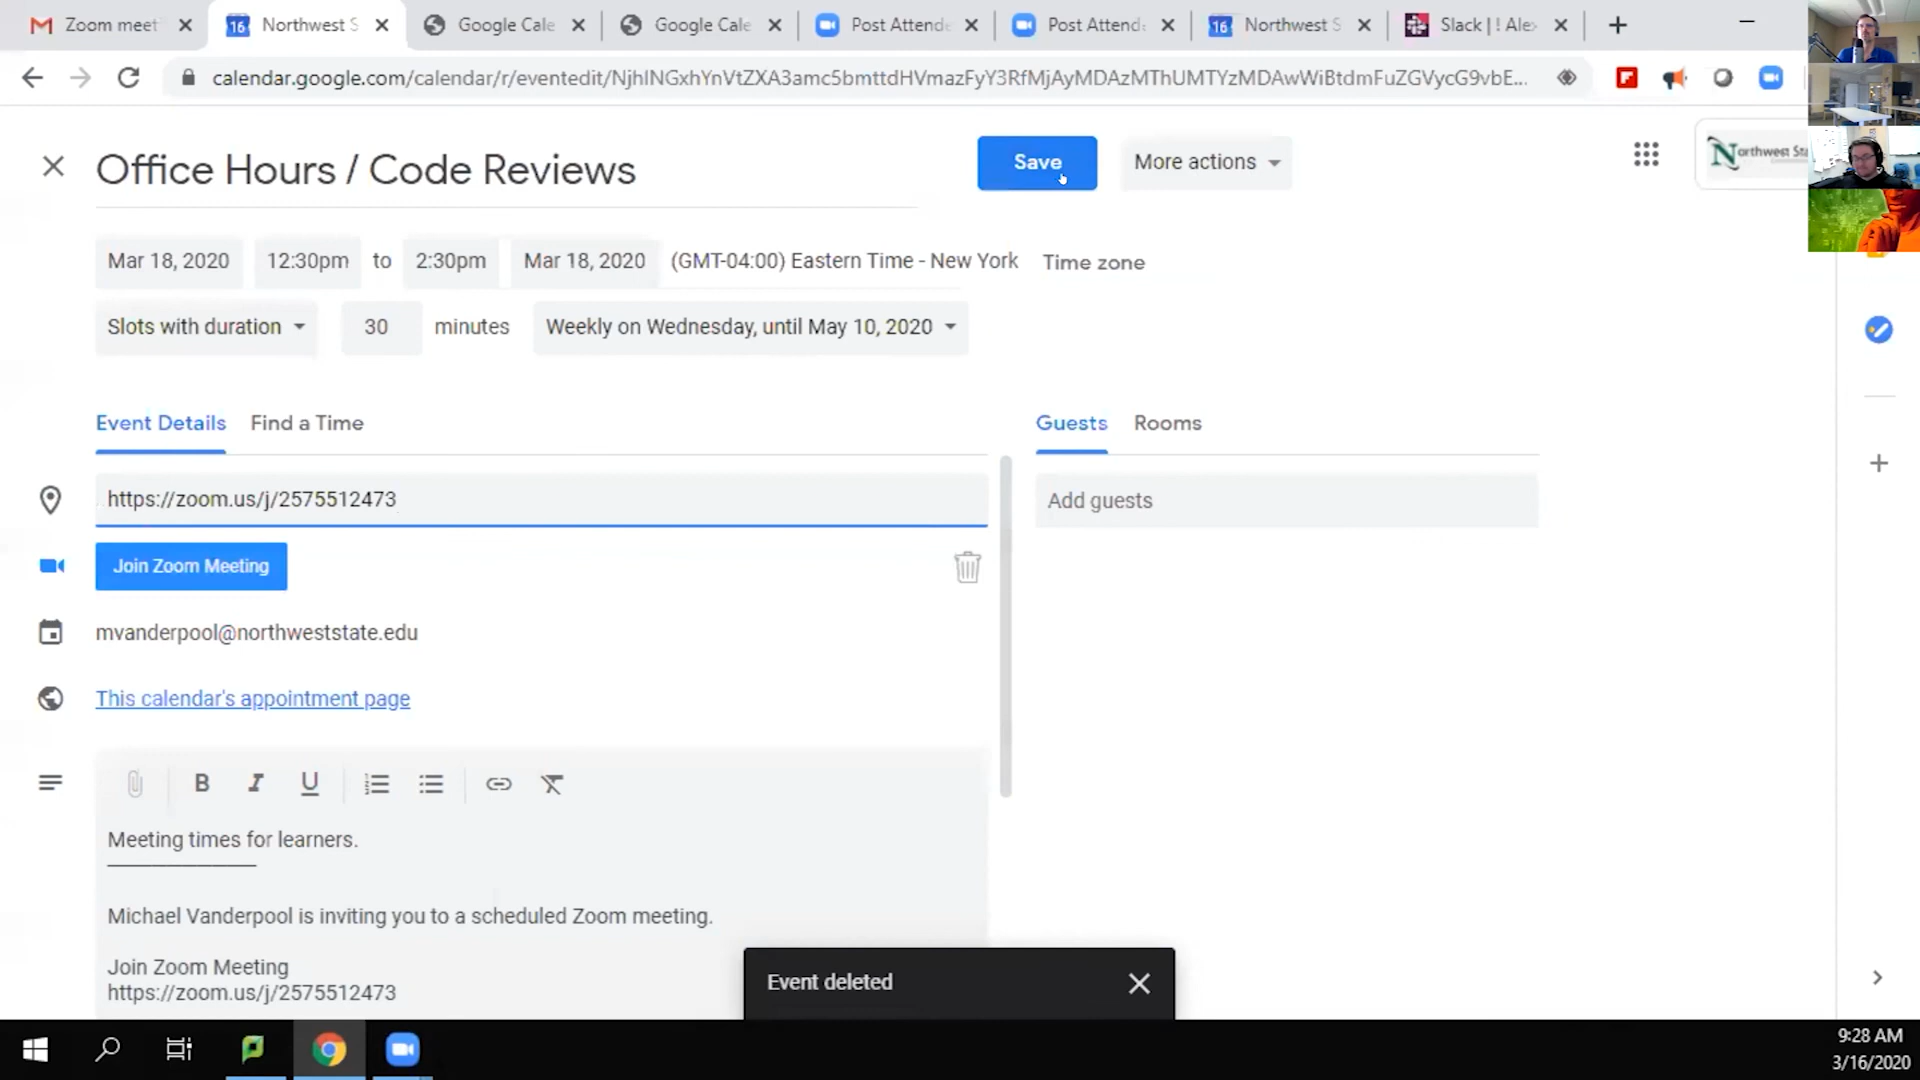 Zoom meet
Northwest S
Google Cale
Google Cale
Post Attende
Post Attende
Northwest S
Slack | ! Alex
calendar.google.com/calendar/r/eventedit/NjhlNGxhYnVtZXA3amc5bmttdHVmazFyY3RfMjAyMDAzMThUMTYzMDAwWiBtdmFuZGVycG9vbE...
Office Hours / Code Reviews
Save
More actions
Northwest Sta
Mar 18, 2020 12:30pm to 2:30pm Mar 18, 2020 (GMT-04:00) Eastern Time - New York Time zone
Slots with duration 30 minutes Weekly on Wednesday, until May 10, 2020
Event Details Find a Time
Guests Rooms
https://zoom.us/j/2575512473
Add guests
Join Zoom Meeting
mvanderpool@northweststate.edu
This calendar's appointment page
B I U
Meeting times for learners.
Michael Vanderpool is inviting you to a scheduled Zoom meeting.
Join Zoom Meeting
https://zoom.us/j/2575512473
Event deleted
9:28 AM
3/16/2020